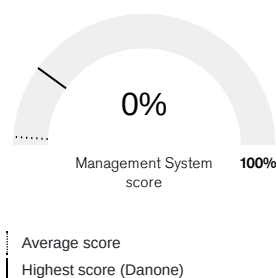 0%
Management System
score
100%
Average score
Highest score (Danone)